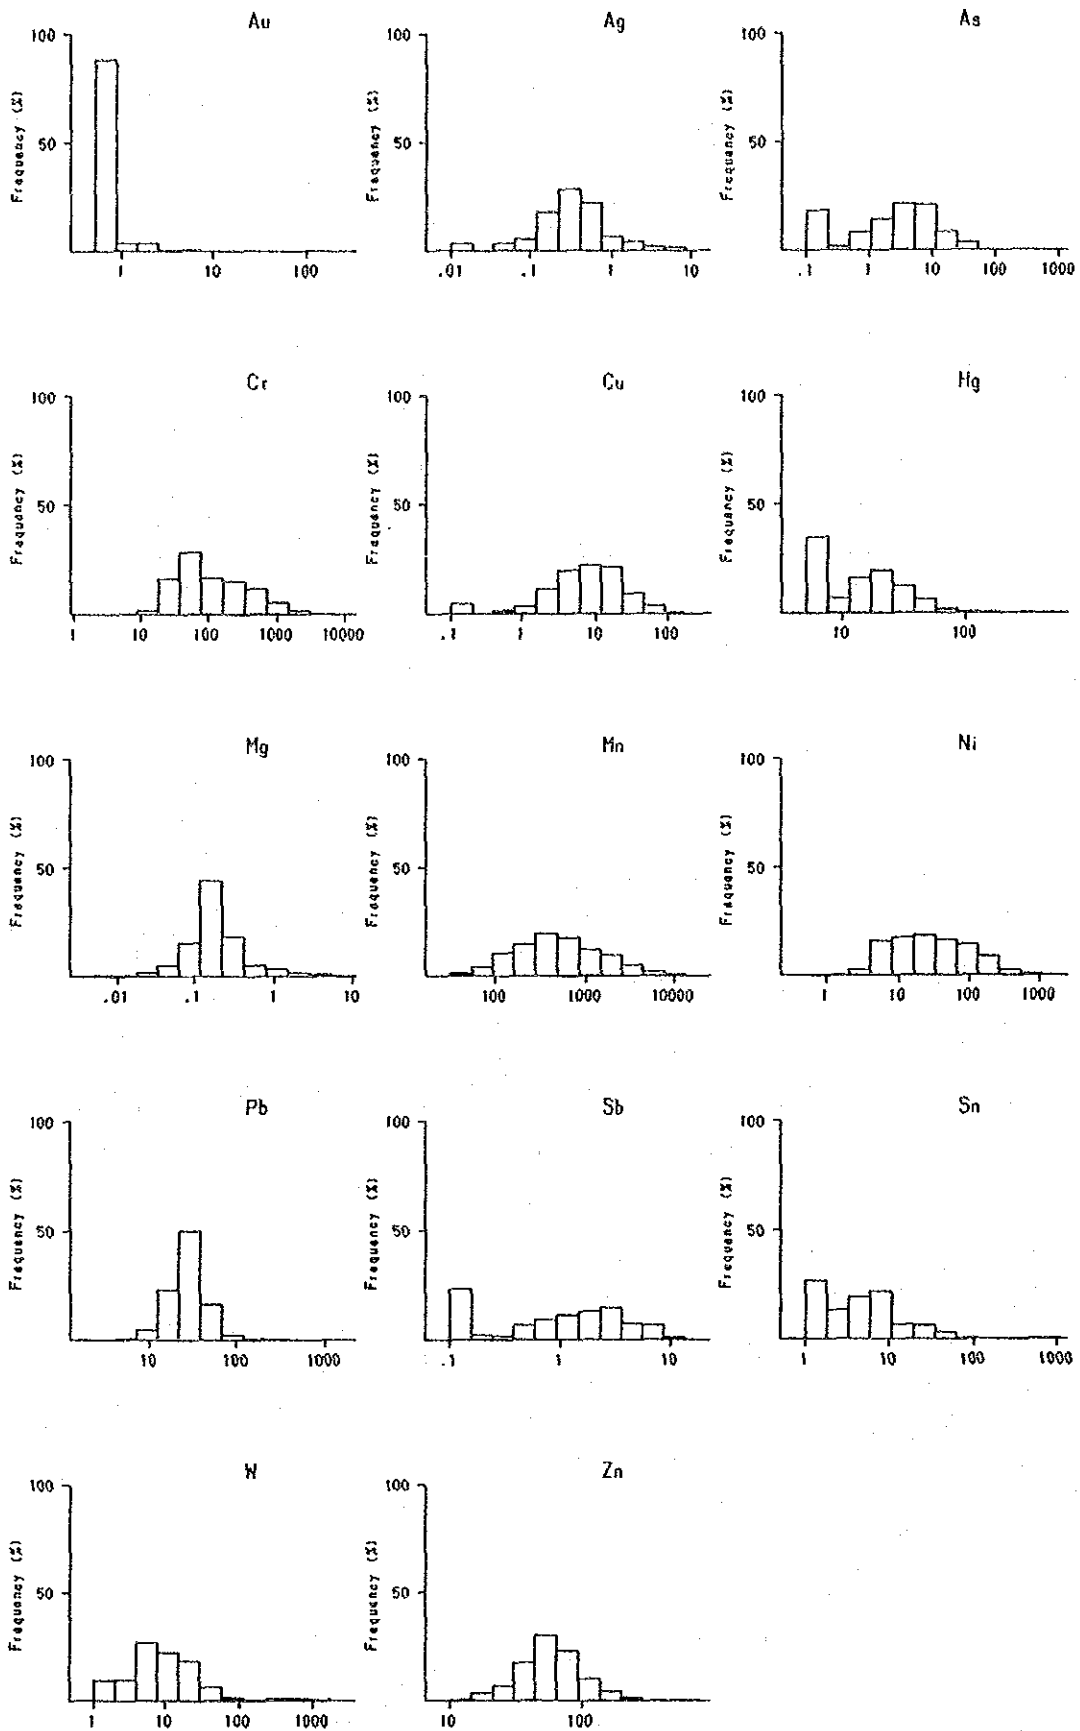 Au
Ag
As
100
50
Frequency (%)
1 10 100
100
50
Frequency (%)
.01 .1 1 10
100
50
Frequency (%)
.1 1 10 100 1000
Cr
Cu
Hg
100
50
Frequency (%)
1 10 100 1000 10000
100
50
Frequency (%)
.1 1 10 100
100
50
Frequency (%)
10 100
Mg
Mn
Ni
100
50
Frequency (%)
.01 .1 1 10
100
50
Frequency (%)
100 1000 10000
100
50
Frequency (%)
1 10 100 1000
Pb
Sb
Sn
100
50
Frequency (%)
10 100 1000
100
50
Frequency (%)
.1 1 10
100
50
Frequency (%)
1 10 100 1000
W
Zn
100
50
Frequency (%)
1 10 100 1000
100
50
Frequency (%)
10 100